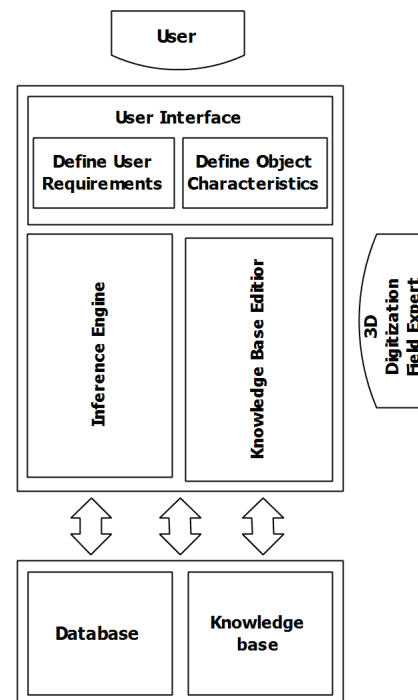 User
User Interface
Define User
Requirements
Define Object
Characteristics
Inference Engine
Knowledge Base Editior
3D
Digitization
Field Expert
Database
Knowledge
base